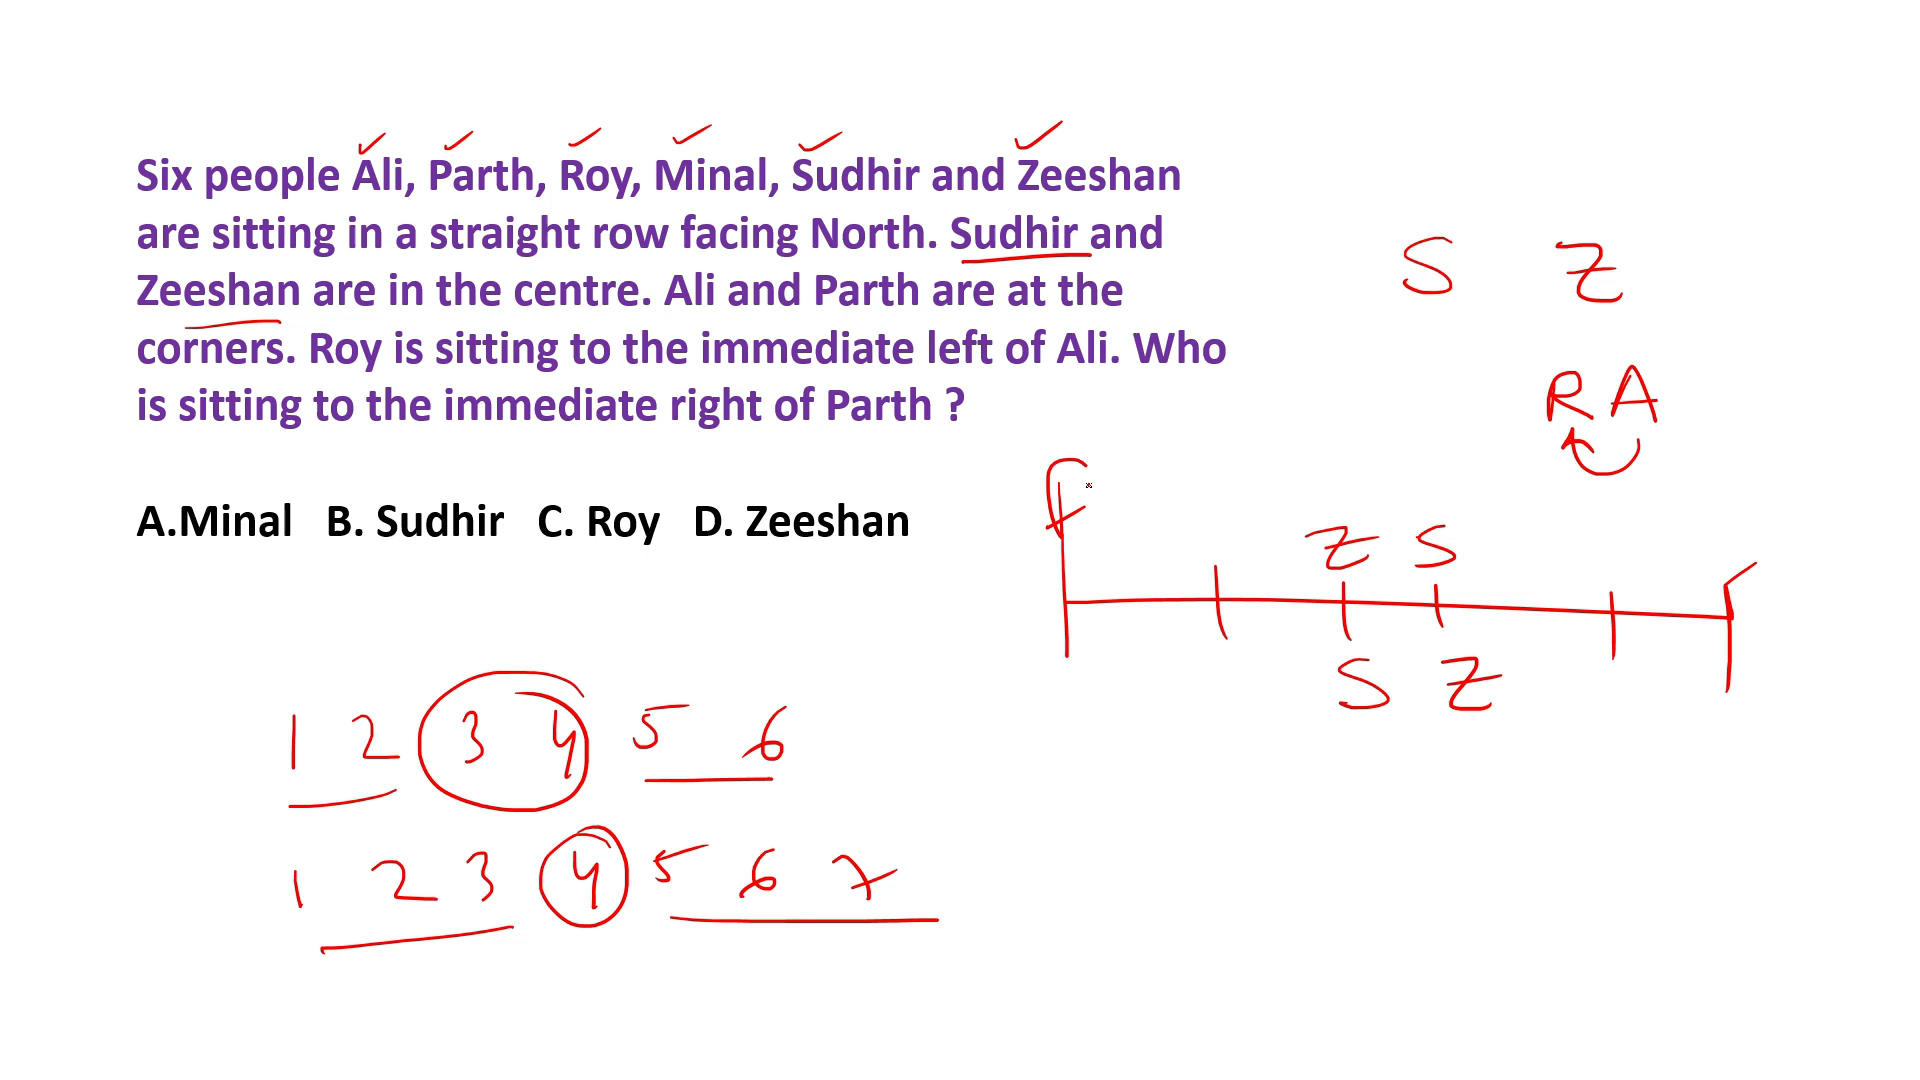 Six people Ali, Parth, Roy, Minal, Sudhir and Zeeshan
are sitting in a straight row facing North. Sudhir and
Zeeshan are in the centre. Ali and Parth are at the
corners. Roy is sitting to the immediate left of Ali. Who
is sitting to the immediate right of Parth ?
A.Minal B. Sudhir C. Roy D. Zeeshan
S Z
R A
Z S
S Z
1 2 3 4 5 6
1 2 3 4 5 6 7